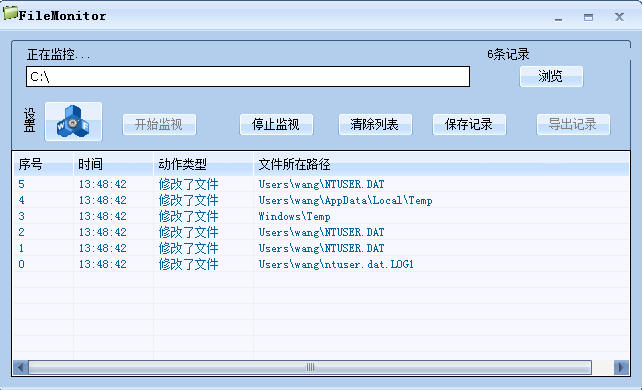 FileMonitor
正在监控...
6条记录
C:\
浏览
设置
开始监视
停止监视
清除列表
保存记录
导出记录
序号 时间 动作类型 文件所在路径
5 13:48:42 修改了文件 Users\wang\NTUSER.DAT
4 13:48:42 修改了文件 Users\wang\AppData\Local\Temp
3 13:48:42 修改了文件 Windows\Temp
2 13:48:42 修改了文件 Users\wang\NTUSER.DAT
1 13:48:42 修改了文件 Users\wang\NTUSER.DAT
0 13:48:42 修改了文件 Users\wang\ntuser.dat.LOG1